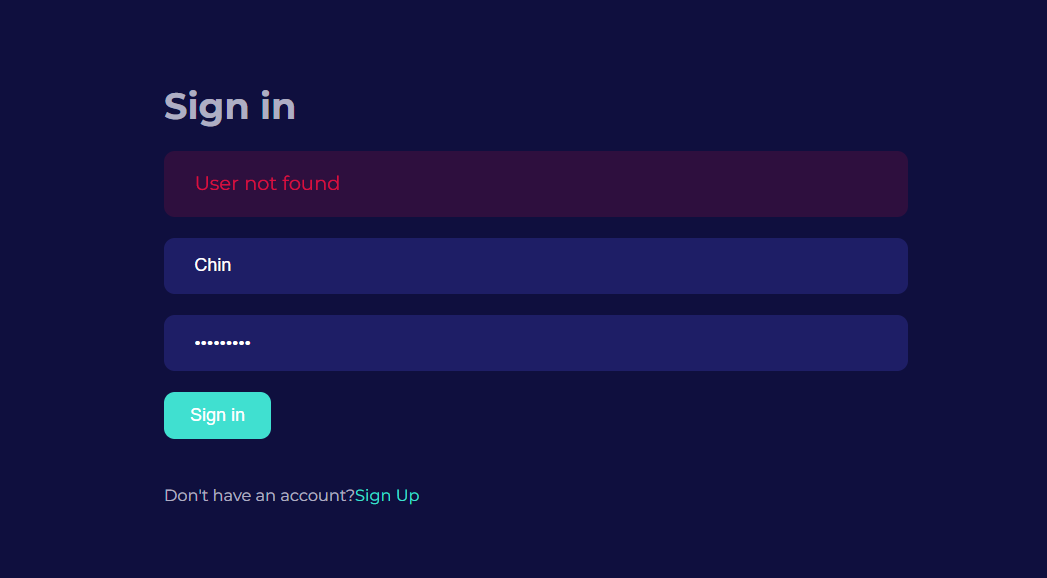 Sign in
User not found
Chin
•••••••••
Sign in
Don't have an account?Sign Up